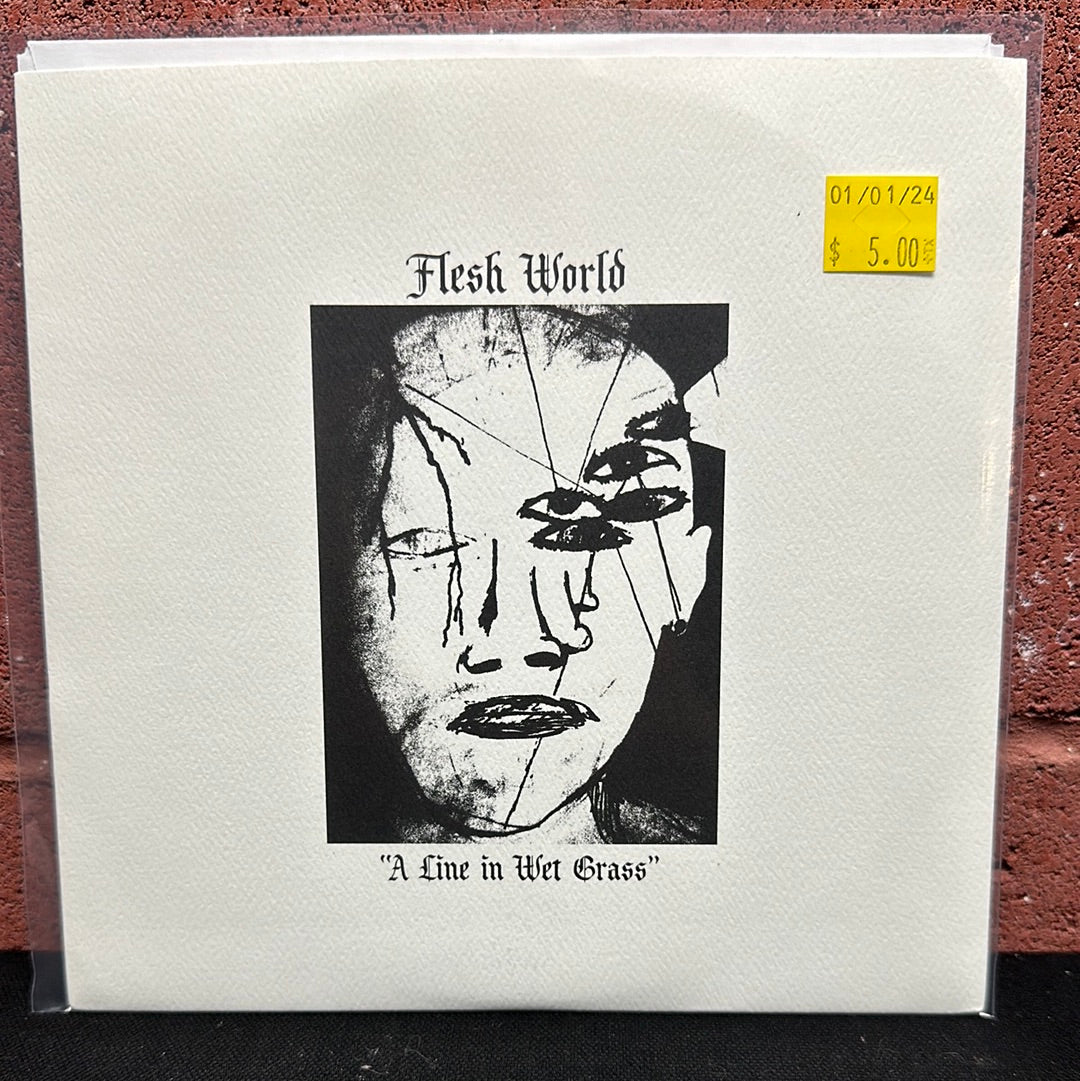 01/01/24
$ 5.00
Flesh World
“A Line in Wet Grass”